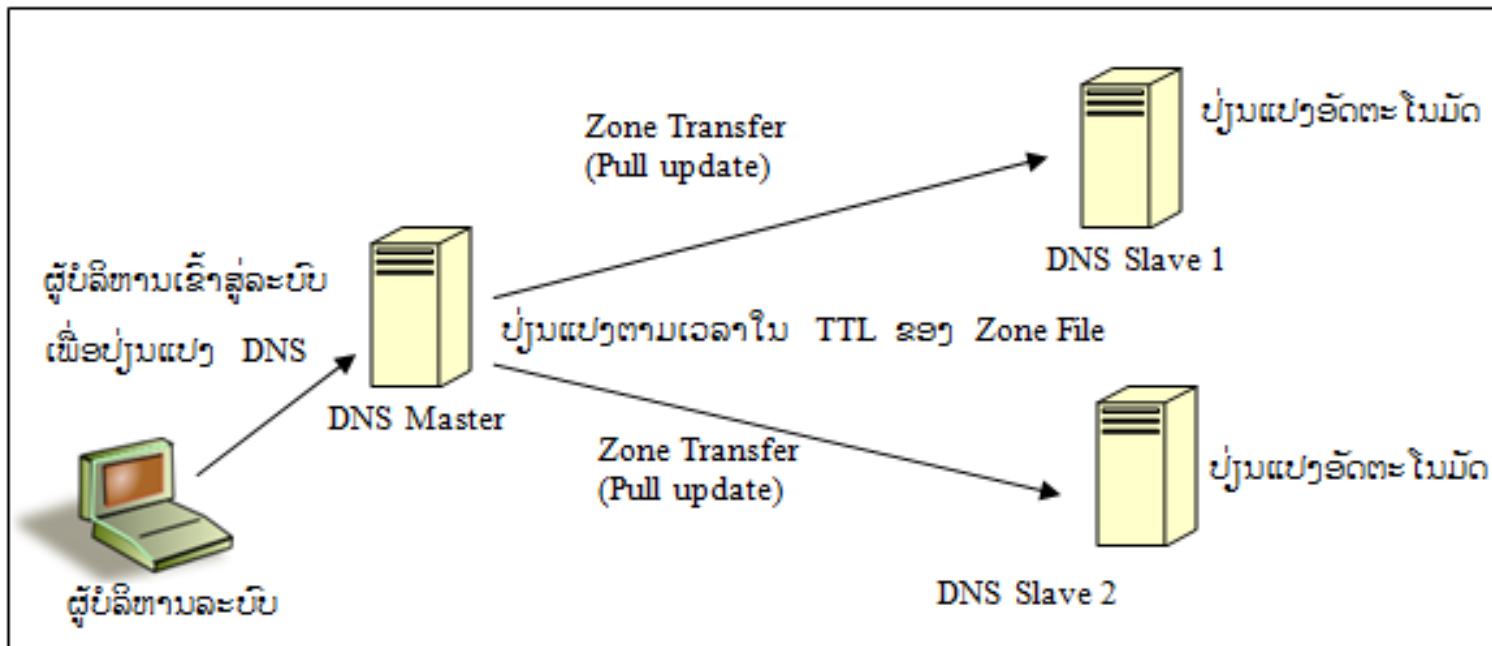 Zone Transfer
(Pull update)
ປ່ຽນແປງອັດຕະໂນມັດ
DNS Slave 1
ຜູ້ບໍລິຫານເຂົ້າສູ່ລະບົບ
ເພື່ອປ່ຽນແປງ DNS
ປ່ຽນແປງຕາມເວລາໃນ TTL ຂອງ Zone File
DNS Master
Zone Transfer
(Pull update)
ປ່ຽນແປງອັດຕະໂນມັດ
DNS Slave 2
ຜູ້ບໍລິຫານລະບົບ